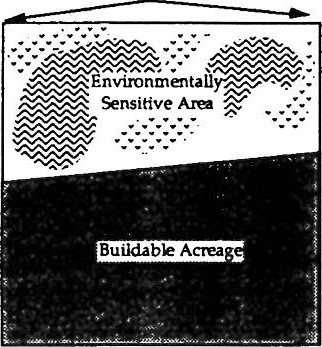 Environmentally
Sensitive Area
Buildable Acreage